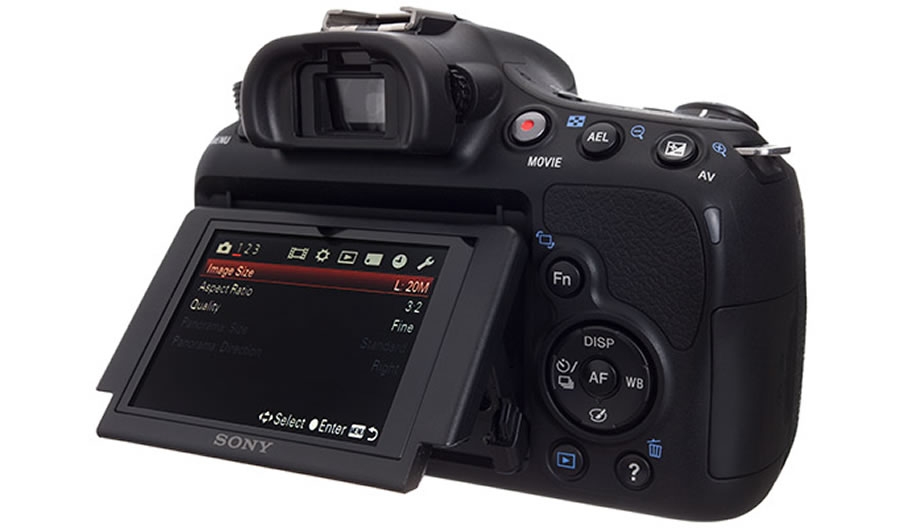 MENU
MOVIE
AEL
AV
1 2 3
Image Size L: 20M
Aspect Ratio 3:2
Quality Fine
Panorama: Size Standard
Panorama: Direction Right
Select Enter
SONY
Fn
DISP
AF
WB
?